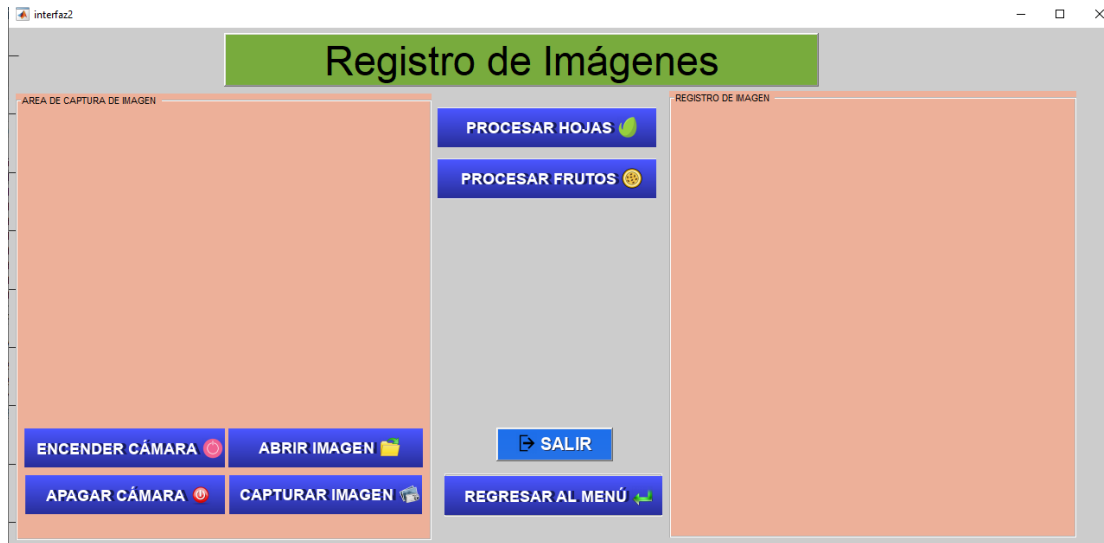 interfaz2
Registro de Imágenes
AREA DE CAPTURA DE IMAGEN
REGISTRO DE IMAGEN
PROCESAR HOJAS
PROCESAR FRUTOS
ENCENDER CÁMARA
ABRIR IMAGEN
SALIR
APAGAR CÁMARA
CAPTURAR IMAGEN
REGRESAR AL MENÚ